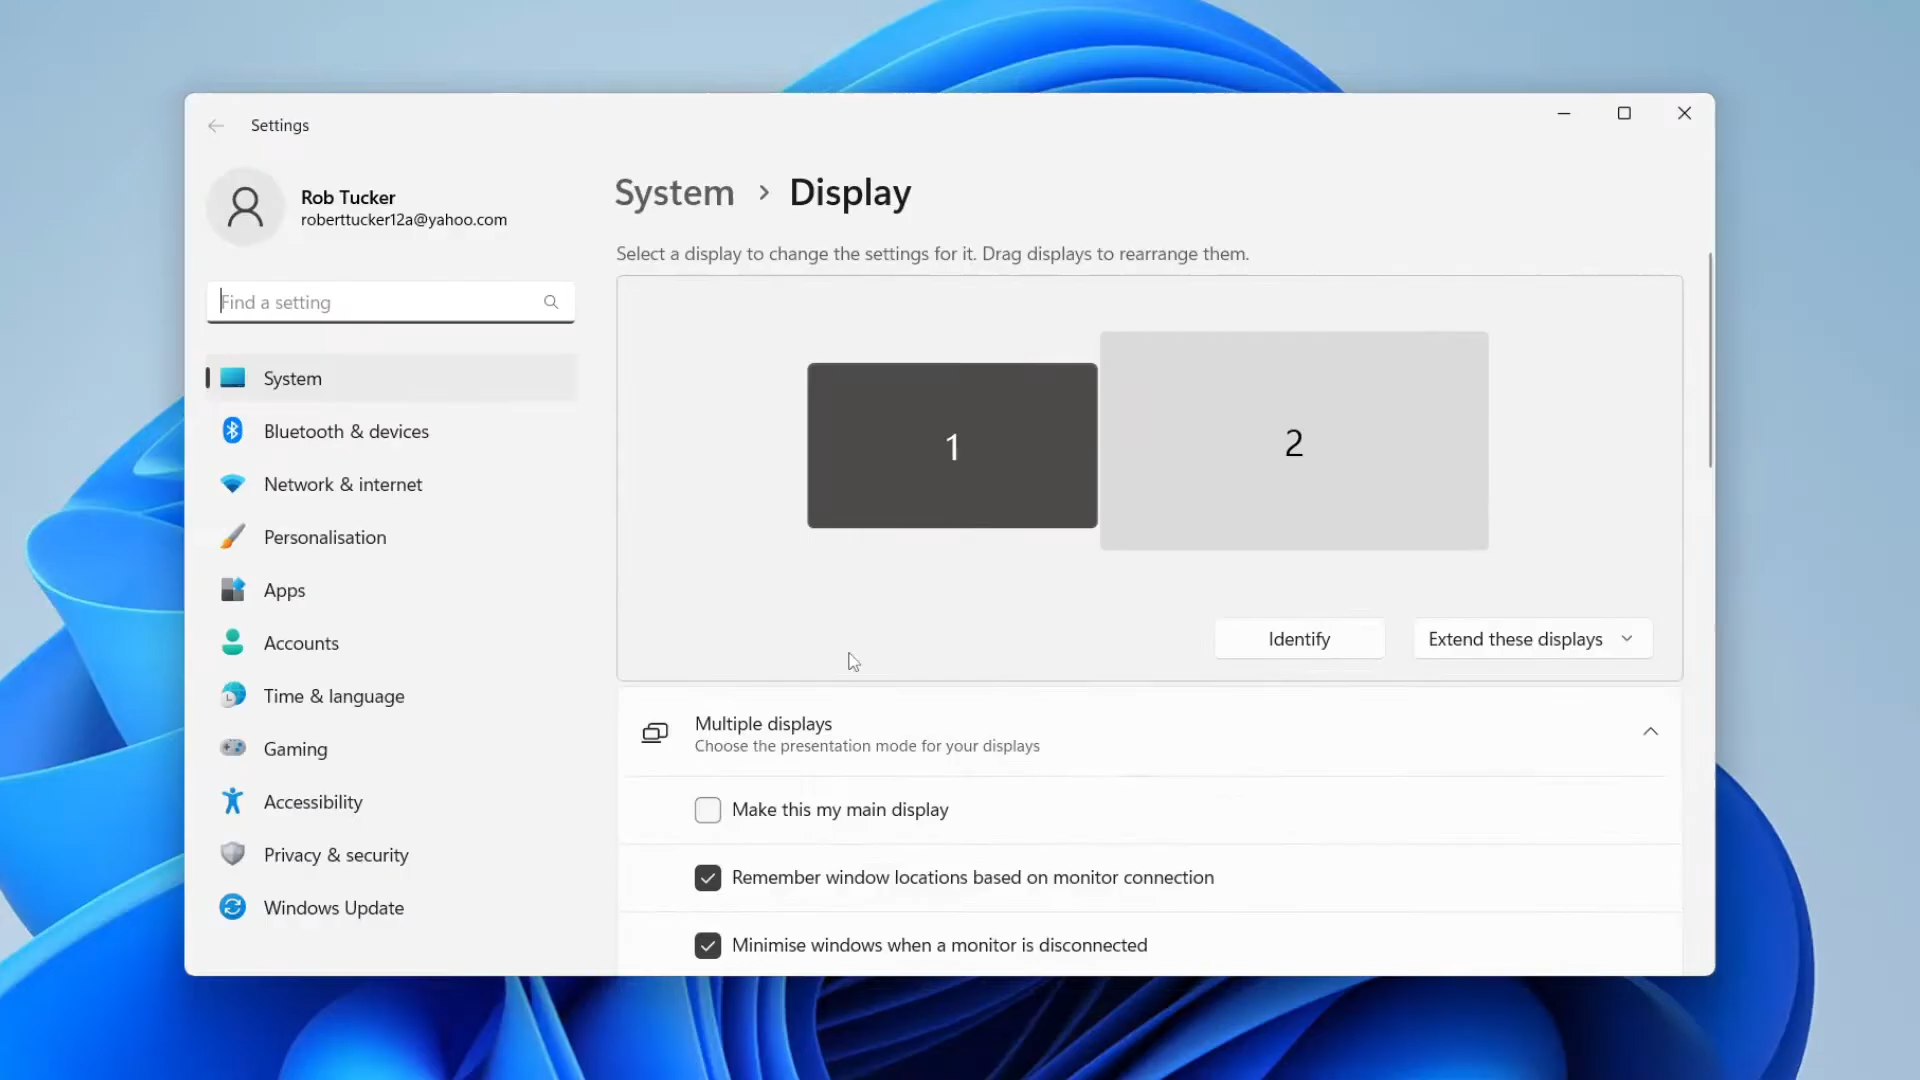 Settings
Rob Tucker
roberttucker12a@yahoo.com
Find a setting
System
Bluetooth & devices
Network & internet
Personalisation
Apps
Accounts
Time & language
Gaming
Accessibility
Privacy & security
Windows Update
System > Display
Select a display to change the settings for it. Drag displays to rearrange them.
1
2
Identify
Extend these displays
Multiple displays
Choose the presentation mode for your displays
Make this my main display
Remember window locations based on monitor connection
Minimise windows when a monitor is disconnected